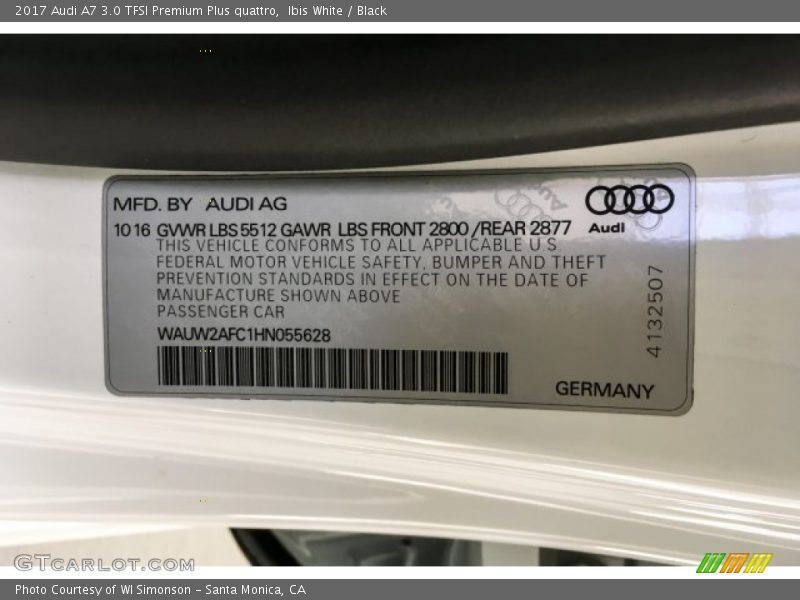 2017 Audi A7 3.0 TFSI Premium Plus quattro,  Ibis White / Black
MFD. BY AUDI AG
Audi
10 16 GVWR LBS 5512 GAWR LBS FRONT 2800 /REAR 2877
THIS VEHICLE CONFORMS TO ALL APPLICABLE U S
FEDERAL MOTOR VEHICLE SAFETY, BUMPER AND THEFT
PREVENTION STANDARDS IN EFFECT ON THE DATE OF
MANUFACTURE SHOWN ABOVE
PASSENGER CAR
WAUW2AFC1HN055628
4132507
GERMANY
GTCARLOT.COM
Photo Courtesy of WI Simonson – Santa Monica, CA